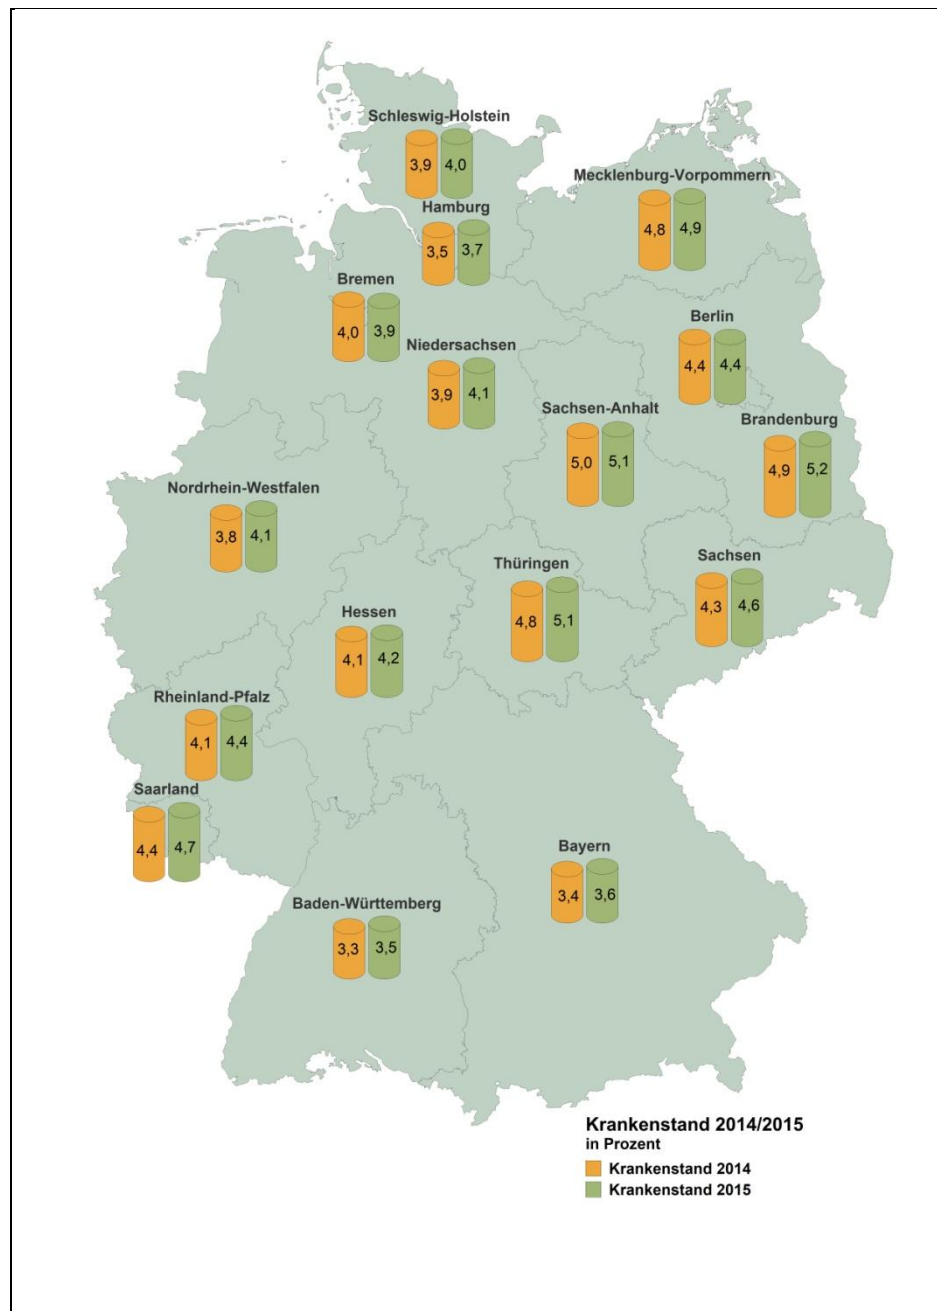 Schleswig-Holstein
3,9 4,0
Mecklenburg-Vorpommern
4,8 4,9
Hamburg
3,5 3,7
Bremen
4,0 3,9
Berlin
4,4 4,4
Niedersachsen
3,9 4,1
Sachsen-Anhalt
5,0 5,1
Brandenburg
4,9 5,2
Nordrhein-Westfalen
3,8 4,1
Thüringen
4,8 5,1
Sachsen
4,3 4,6
Hessen
4,1 4,2
Rheinland-Pfalz
4,1 4,4
Saarland
4,4 4,7
Bayern
3,4 3,6
Baden-Württemberg
3,3 3,5
Krankenstand 2014/2015
in Prozent
Krankenstand 2014
Krankenstand 2015